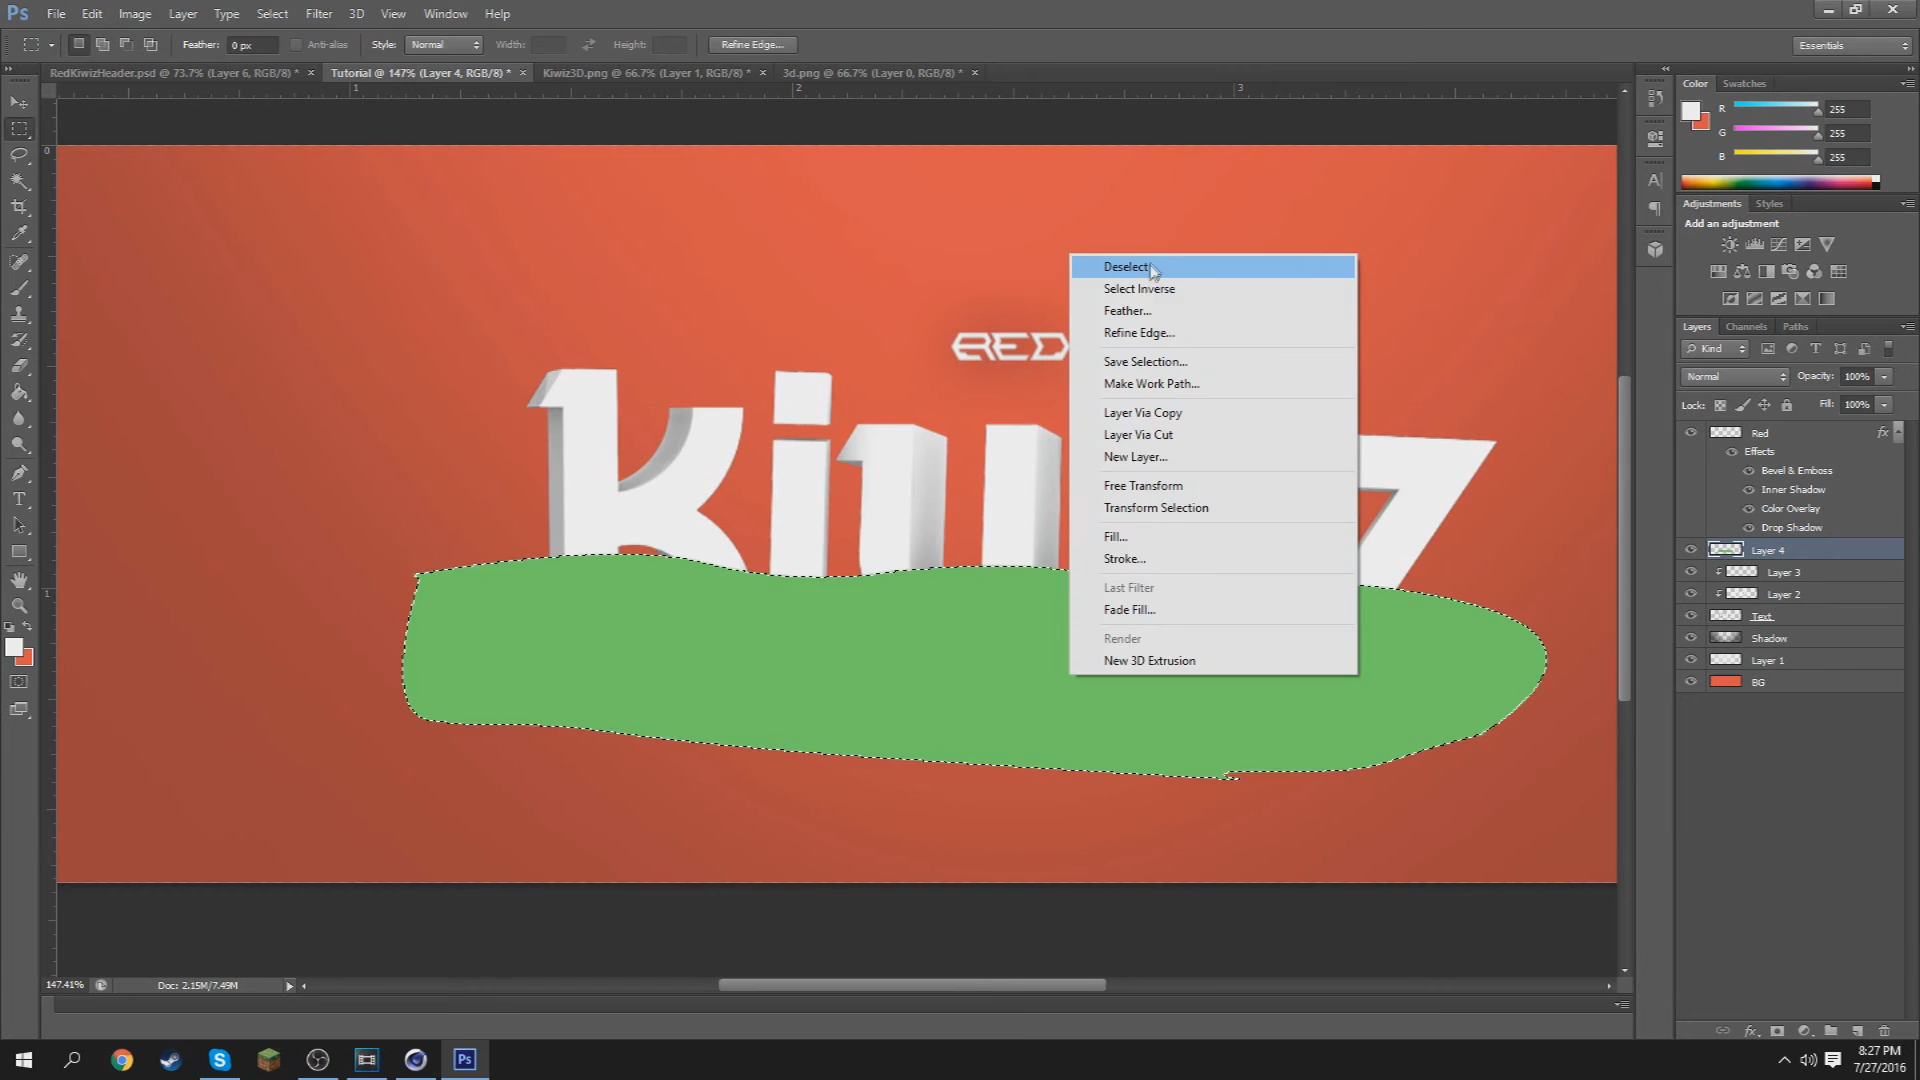 Ps File Edit Image Layer Type Select Filter 3D View Window Help
Feather: 0 px Anti-alias Style: Normal Width: Height: Refine Edge... Essentials
RedKiwizHeader.psd @ 73.7% (Layer 6, RGB/8) * × Tutorial @ 147% (Layer 4, RGB/8) * × Kiwiz3D.png @ 66.7% (Layer 1, RGB/8) * × 3d.png @ 66.7% (Layer 0, RGB/8) * ×
1 2 3
0
1
Color Swatches
R 255
G 255
B 255
Adjustments Styles
Add an adjustment
Layers Channels Paths
Kind
Normal Opacity: 100%
Lock: Fill: 100%
Red fx
Effects
Bevel & Emboss
Inner Shadow
Color Overlay
Drop Shadow
Layer 4
Layer 3
Layer 2
Text
Shadow
Layer 1
BG
RED
Deselect
Select Inverse
Feather...
Refine Edge...
Save Selection...
Make Work Path...
Layer Via Copy
Layer Via Cut
New Layer...
Free Transform
Transform Selection
Fill...
Stroke...
Last Filter
Fade Fill...
Render
New 3D Extrusion
147.41% Doc: 2.15M/7.49M
8:27 PM
7/27/2016